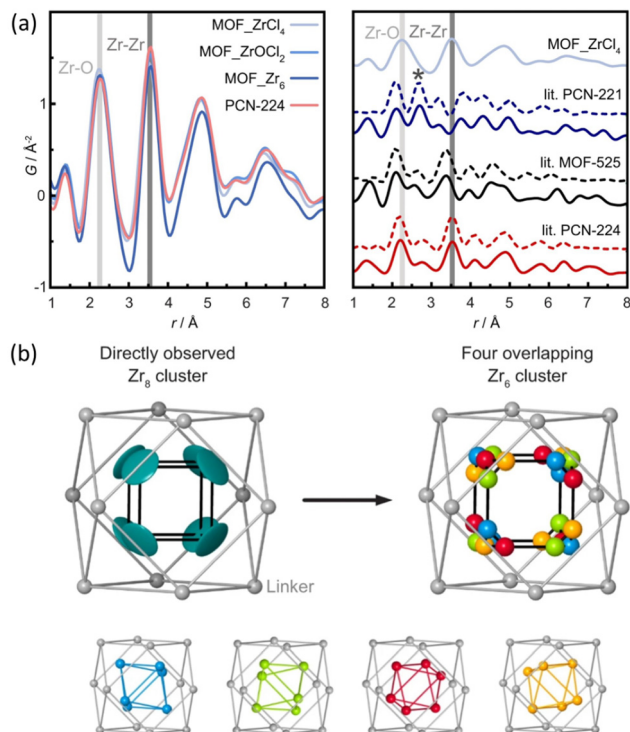 (a)
MOF_ZrCl₄
MOF_ZrOCl₂
MOF_Zr₆
PCN-224
Zr-O
Zr-Zr
G / Å⁻²
1
0
-1
1 2 3 4 5 6 7 8
r / Å
Zr-O Zr-Zr
MOF_ZrCl₄
*
lit. PCN-221
lit. MOF-525
lit. PCN-224
1 2 3 4 5 6 7 8
r / Å
(b)
Directly observed
Zr₈ cluster
Four overlapping
Zr₆ cluster
Linker